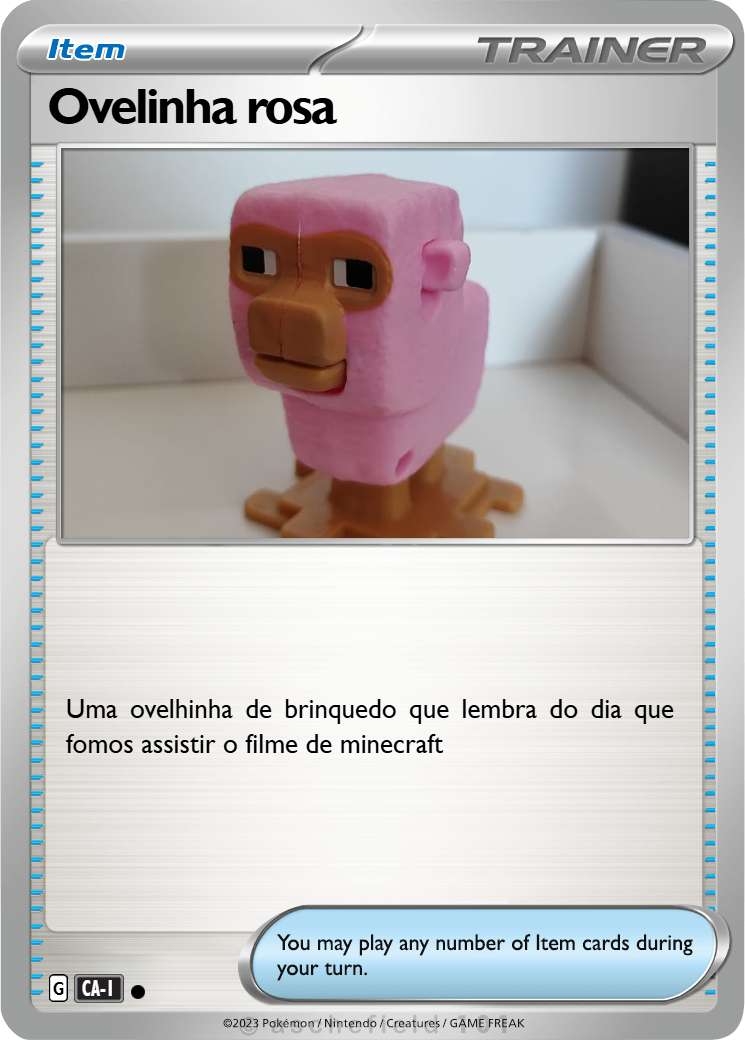 Item
TRAINER
Ovelinha rosa
Uma ovelhinha de brinquedo que lembra do dia que
fomos assistir o filme de minecraft
You may play any number of Item cards during
your turn.
G CA-I
©2023 Pokémon / Nintendo / Creatures / GAME FREAK